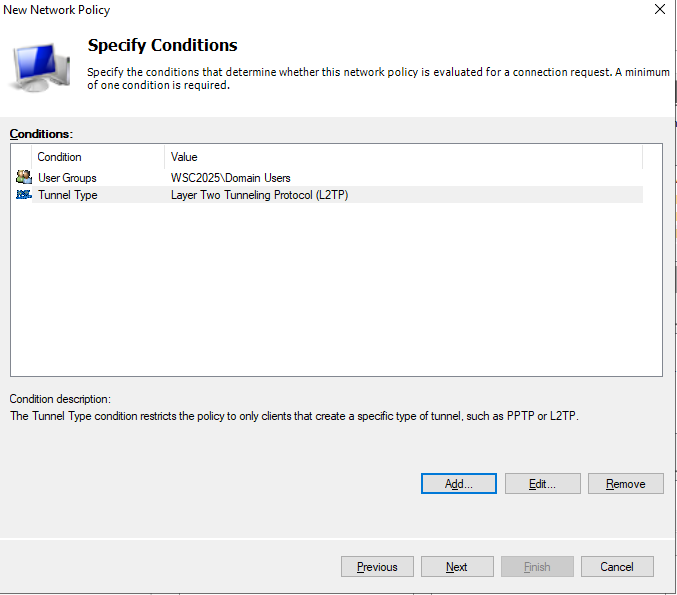 New Network Policy
Specify Conditions
Specify the conditions that determine whether this network policy is evaluated for a connection request. A minimum
of one condition is required.
Conditions:
Condition Value
User Groups WSC2025\Domain Users
Tunnel Type Layer Two Tunneling Protocol (L2TP)
Condition description:
The Tunnel Type condition restricts the policy to only clients that create a specific type of tunnel, such as PPTP or L2TP.
Add... Edit... Remove
Previous Next Finish Cancel